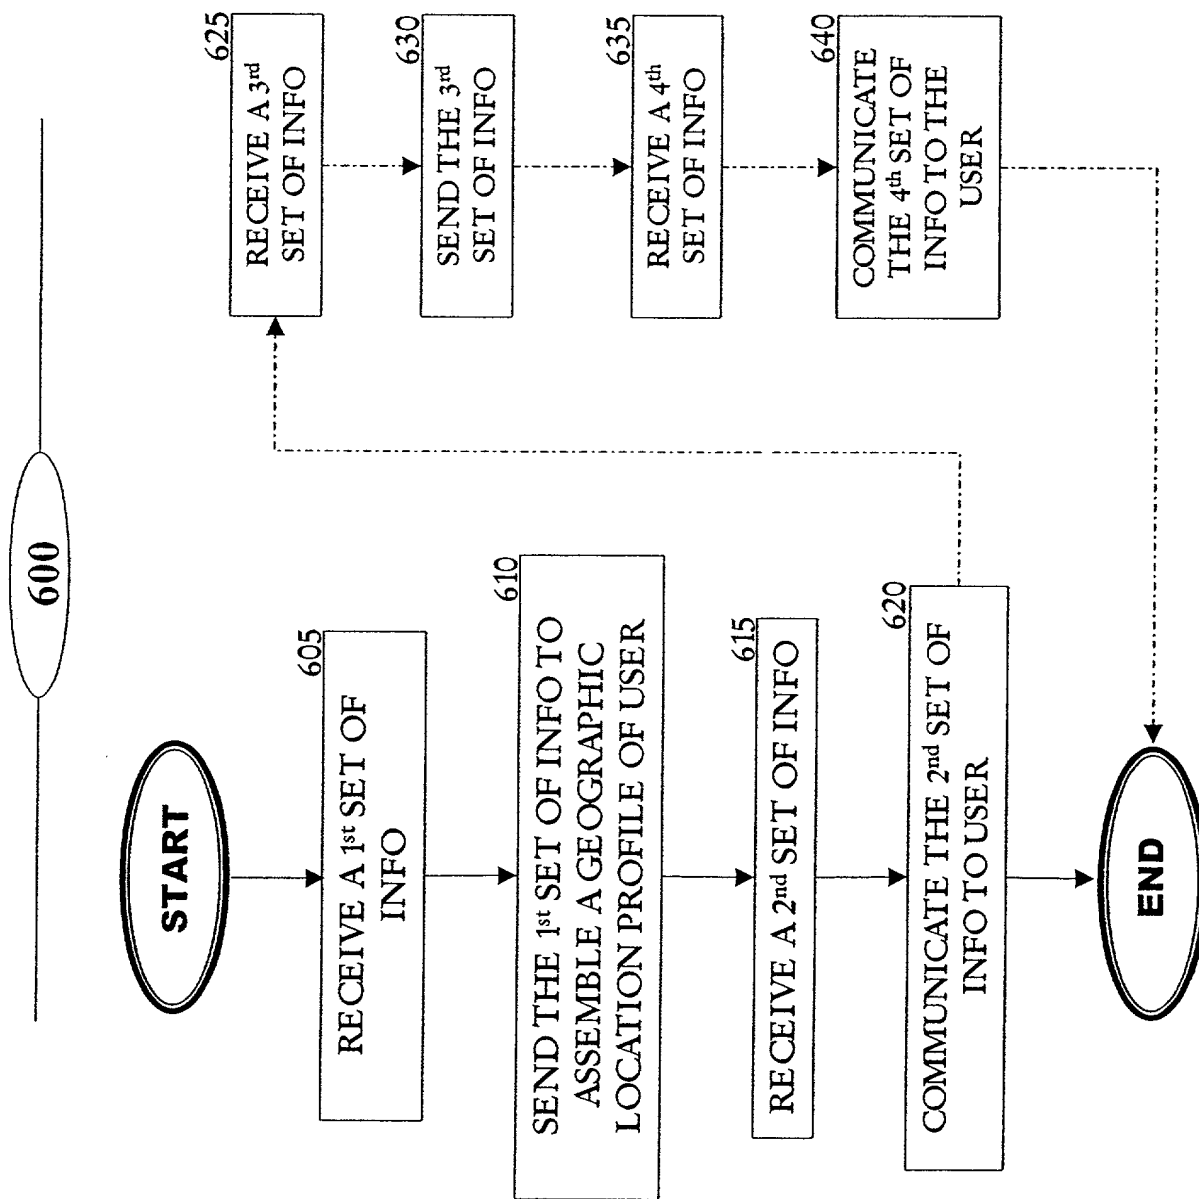 600
START
605
RECEIVE A 1st SET OF
INFO
610
SEND THE 1st SET OF INFO TO
ASSEMBLE A GEOGRAPHIC
LOCATION PROFILE OF USER
615
RECEIVE A 2nd SET OF INFO
620
COMMUNICATE THE 2nd SET OF
INFO TO USER
END
625
RECEIVE A 3rd
SET OF INFO
630
SEND THE 3rd
SET OF INFO
635
RECEIVE A 4th
SET OF INFO
640
COMMUNICATE
THE 4th SET OF
INFO TO THE
USER